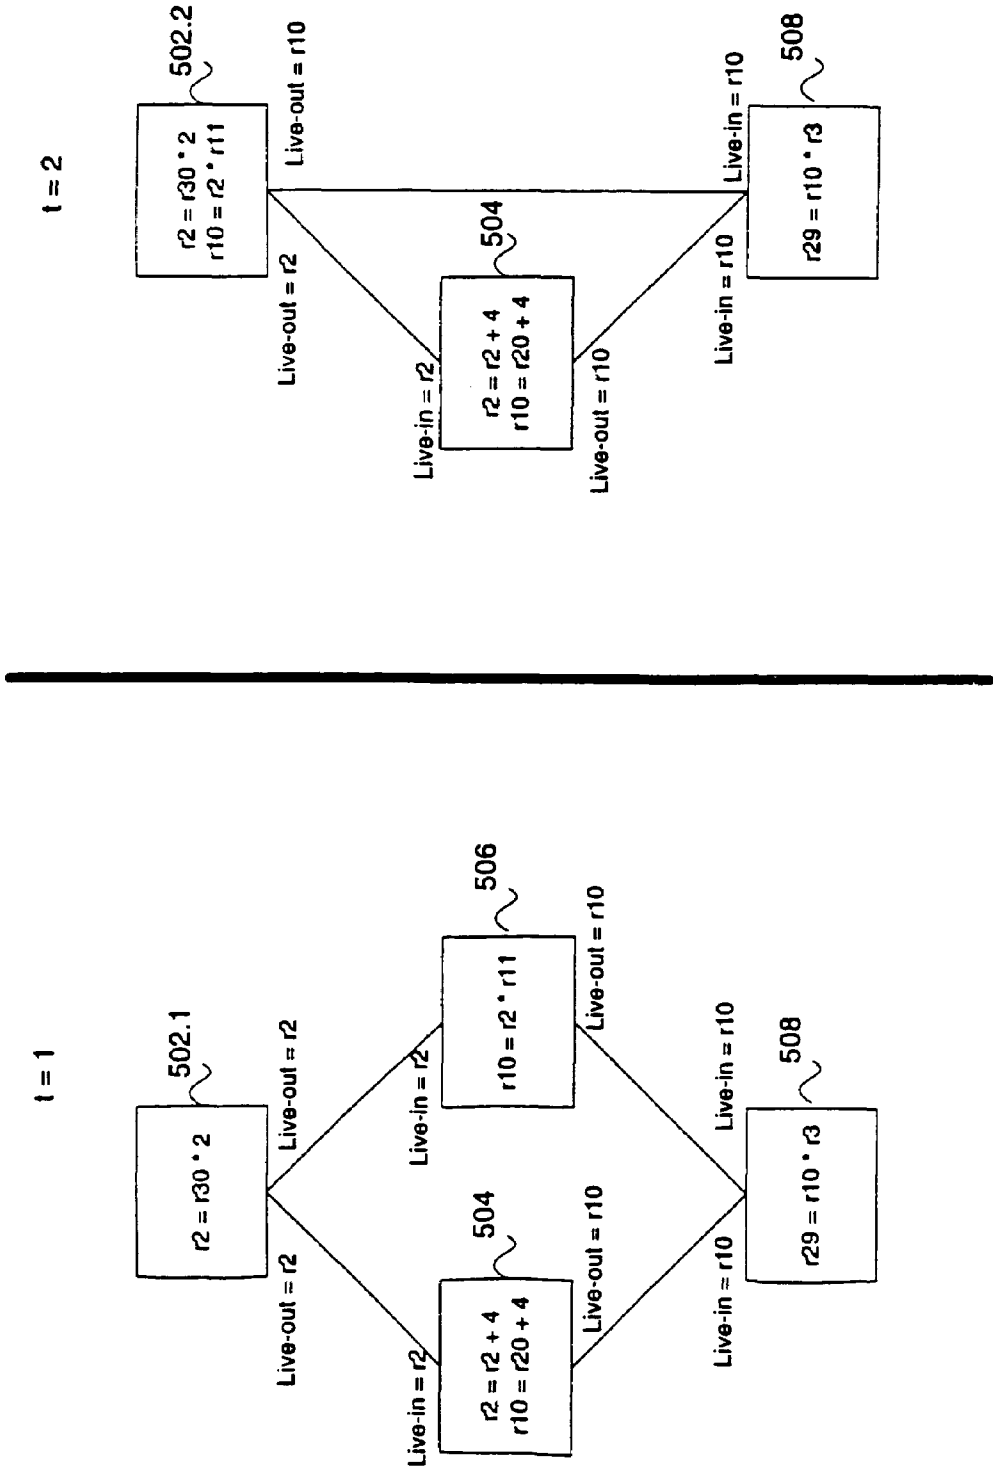 t = 1
502.1
r2 = r30 * 2
Live-out = r2
Live-out = r2
Live-in = r2
504
r2 = r2 + 4
r10 = r20 + 4
Live-out = r10
Live-in = r2
506
r10 = r2 * r11
Live-out = r10
Live-in = r10
Live-in = r10
508
r29 = r10 * r3
t = 2
502.2
r2 = r30 * 2
r10 = r2 * r11
Live-out = r2
Live-out = r10
Live-in = r2
504
r2 = r2 + 4
r10 = r20 + 4
Live-out = r10
Live-in = r10
Live-in = r10
508
r29 = r10 * r3